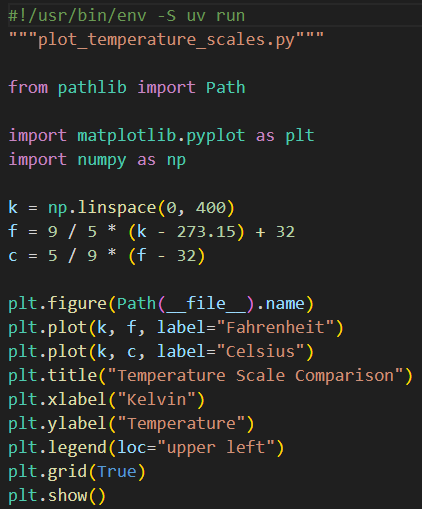 #!/usr/bin/env -S uv run
"""plot_temperature_scales.py"""

from pathlib import Path

import matplotlib.pyplot as plt
import numpy as np

k = np.linspace(0, 400)
f = 9 / 5 * (k - 273.15) + 32
c = 5 / 9 * (f - 32)

plt.figure(Path(__file__).name)
plt.plot(k, f, label="Fahrenheit")
plt.plot(k, c, label="Celsius")
plt.title("Temperature Scale Comparison")
plt.xlabel("Kelvin")
plt.ylabel("Temperature")
plt.legend(loc="upper left")
plt.grid(True)
plt.show()